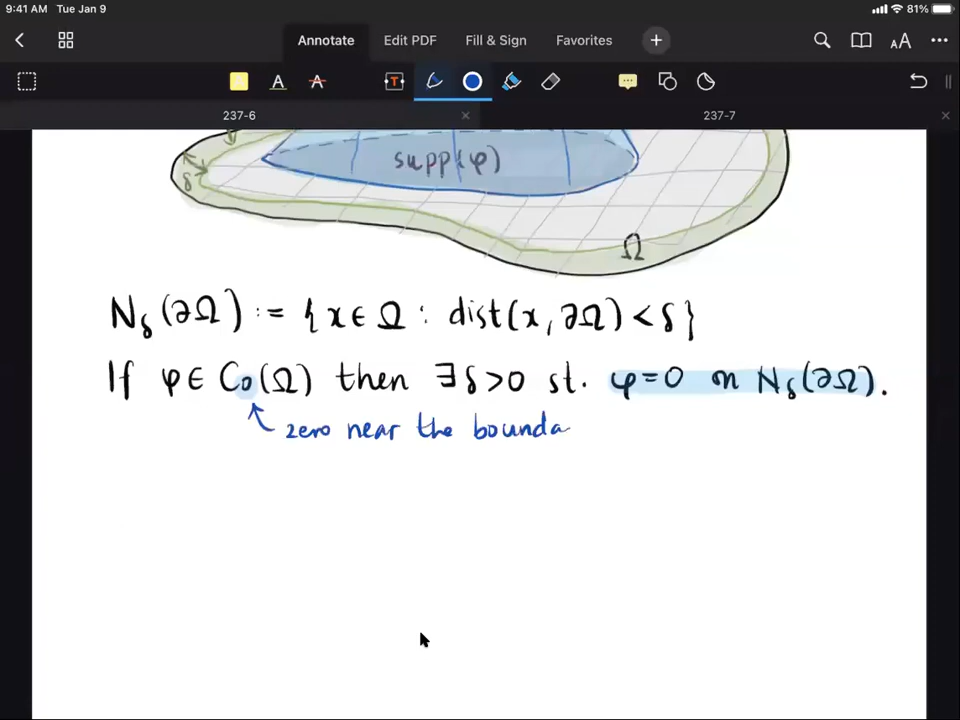 9:41 AM Tue Jan 9 81%
Annotate Edit PDF Fill & Sign Favorites
237-6 237-7
supp(φ)
δ
Ω
N_δ(∂Ω) := {x ∈ Ω : dist(x, ∂Ω) < δ}
If φ ∈ C₀(Ω) then ∃ δ > 0 st. φ = 0 on N_δ(∂Ω).
zero near the bounda